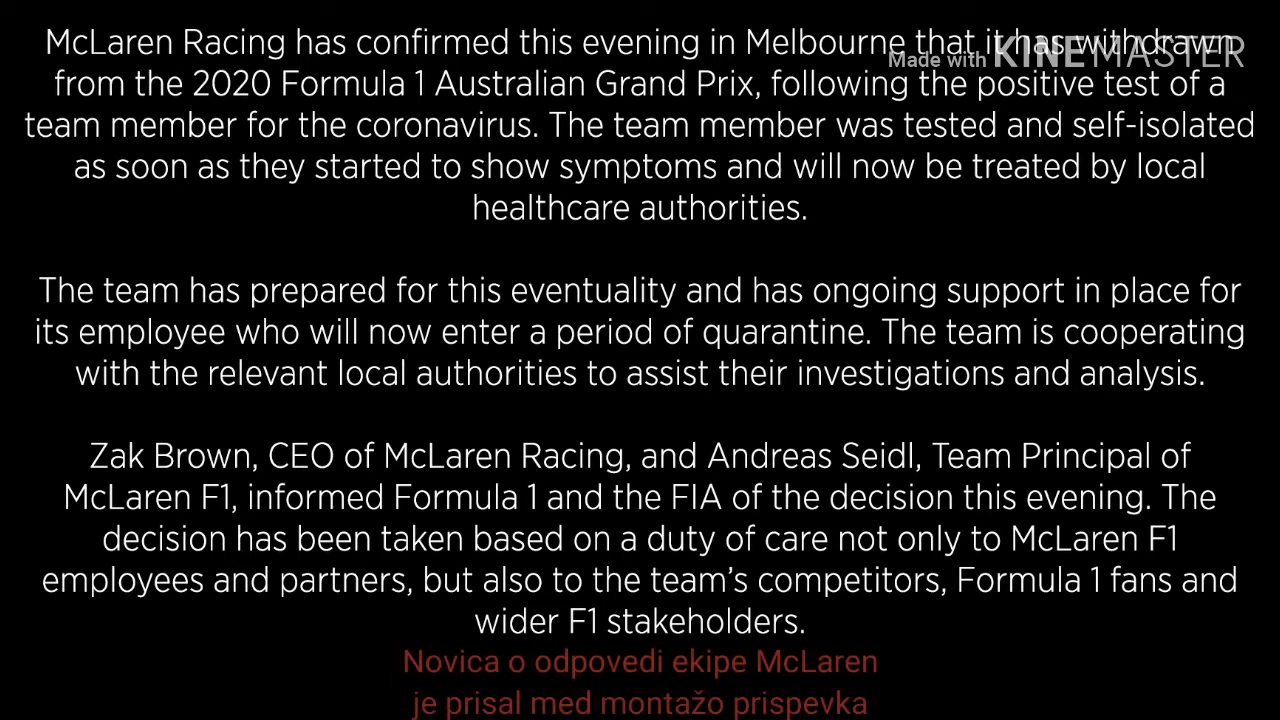 McLaren Racing has confirmed this evening in Melbourne that it has withdrawn
Made with KINEMASTER
from the 2020 Formula 1 Australian Grand Prix, following the positive test of a
team member for the coronavirus. The team member was tested and self-isolated
as soon as they started to show symptoms and will now be treated by local
healthcare authorities.
The team has prepared for this eventuality and has ongoing support in place for
its employee who will now enter a period of quarantine. The team is cooperating
with the relevant local authorities to assist their investigations and analysis.
Zak Brown, CEO of McLaren Racing, and Andreas Seidl, Team Principal of
McLaren F1, informed Formula 1 and the FIA of the decision this evening. The
decision has been taken based on a duty of care not only to McLaren F1
employees and partners, but also to the team’s competitors, Formula 1 fans and
wider F1 stakeholders.
Novica o odpovedi ekipe McLaren
je prisal med montažo prispevka